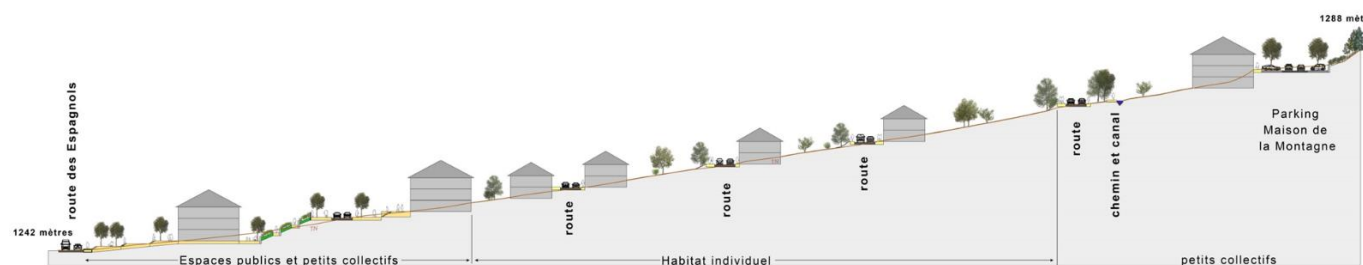 1288 mèt
route des Espagnols
1242 mètres
route
route
route
route
chemin et canal
Parking
Maison de
la Montagne
Espaces publics et petits collectifs
Habitat individuel
petits collectifs